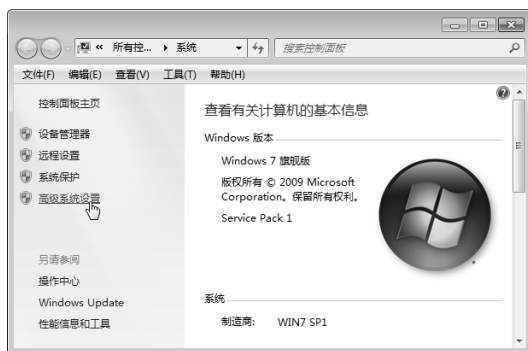 « 所有控... ▸ 系统
搜索控制面板
文件(F) 编辑(E) 查看(V) 工具(T) 帮助(H)
控制面板主页
设备管理器
远程设置
系统保护
高级系统设置
另请参阅
操作中心
Windows Update
性能信息和工具
查看有关计算机的基本信息
Windows 版本
Windows 7 旗舰版
版权所有 © 2009 Microsoft
Corporation。保留所有权利。
Service Pack 1
系统
制造商: WIN7 SP1